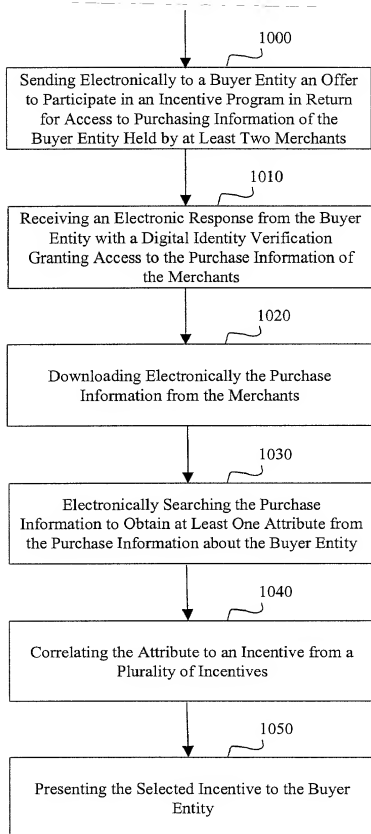 1000
Sending Electronically to a Buyer Entity an Offer
to Participate in an Incentive Program in Return
for Access to Purchasing Information of the
Buyer Entity Held by at Least Two Merchants
1010
Receiving an Electronic Response from the Buyer
Entity with a Digital Identity Verification
Granting Access to the Purchase Information of
the Merchants
1020
Downloading Electronically the Purchase
Information from the Merchants
1030
Electronically Searching the Purchase
Information to Obtain at Least One Attribute from
the Purchase Information about the Buyer Entity
1040
Correlating the Attribute to an Incentive from a
Plurality of Incentives
1050
Presenting the Selected Incentive to the Buyer
Entity